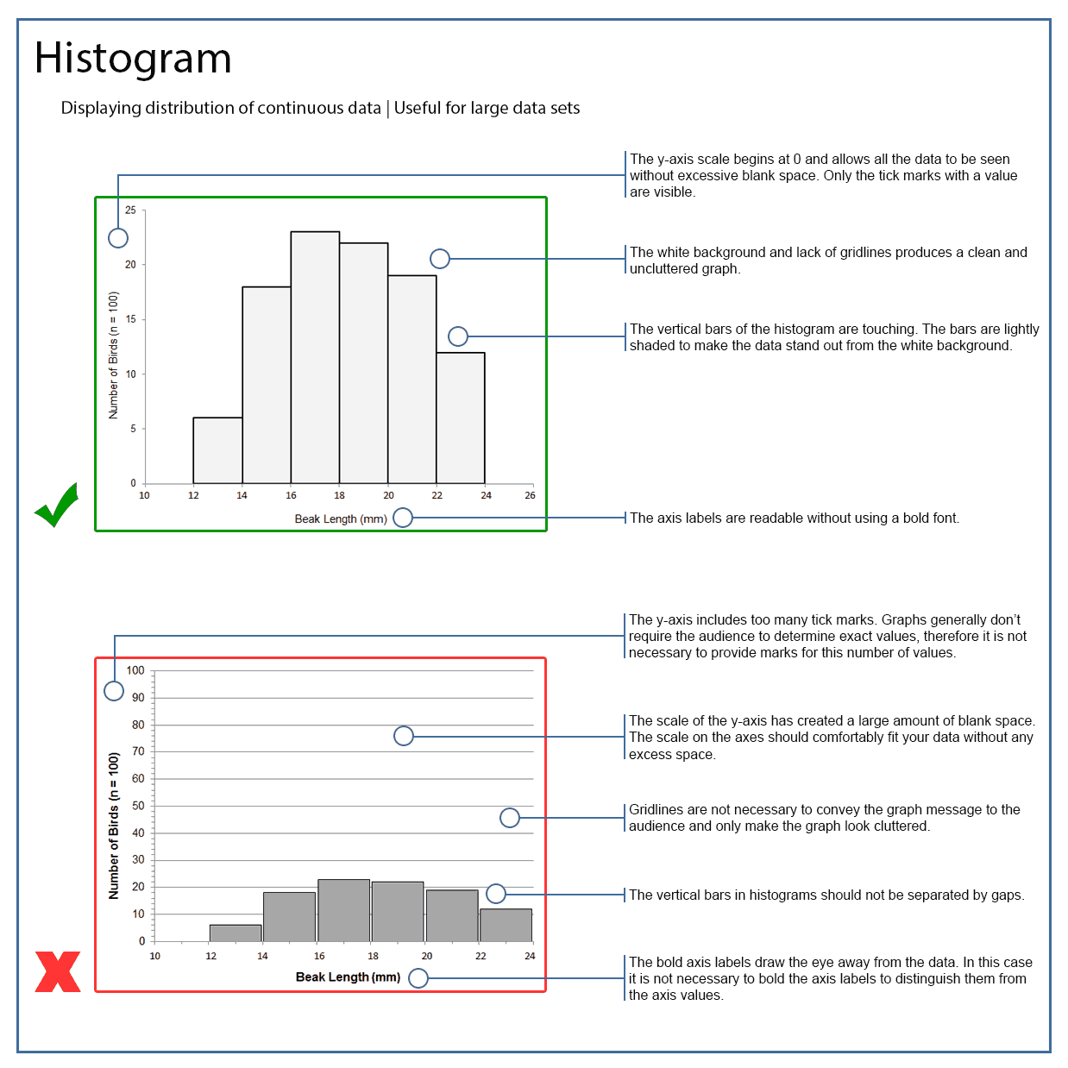 Histogram
Displaying distribution of continuous data | Useful for large data sets
The y-axis scale begins at 0 and allows all the data to be seen
without excessive blank space. Only the tick marks with a value
are visible.
The white background and lack of gridlines produces a clean and
uncluttered graph.
The vertical bars of the histogram are touching. The bars are lightly
shaded to make the data stand out from the white background.
25
20
15
10
5
0
Number of Birds (n = 100)
10 12 14 16 18 20 22 24 26
Beak Length (mm)
The axis labels are readable without using a bold font.
The y-axis includes too many tick marks. Graphs generally don’t
require the audience to determine exact values, therefore it is not
necessary to provide marks for this number of values.
The scale of the y-axis has created a large amount of blank space.
The scale on the axes should comfortably fit your data without any
excess space.
Gridlines are not necessary to convey the graph message to the
audience and only make the graph look cluttered.
The vertical bars in histograms should not be separated by gaps.
100
90
80
70
60
50
40
30
20
10
0
Number of Birds (n = 100)
10 12 14 16 18 20 22 24
Beak Length (mm)
The bold axis labels draw the eye away from the data. In this case
it is not necessary to bold the axis labels to distinguish them from
the axis values.